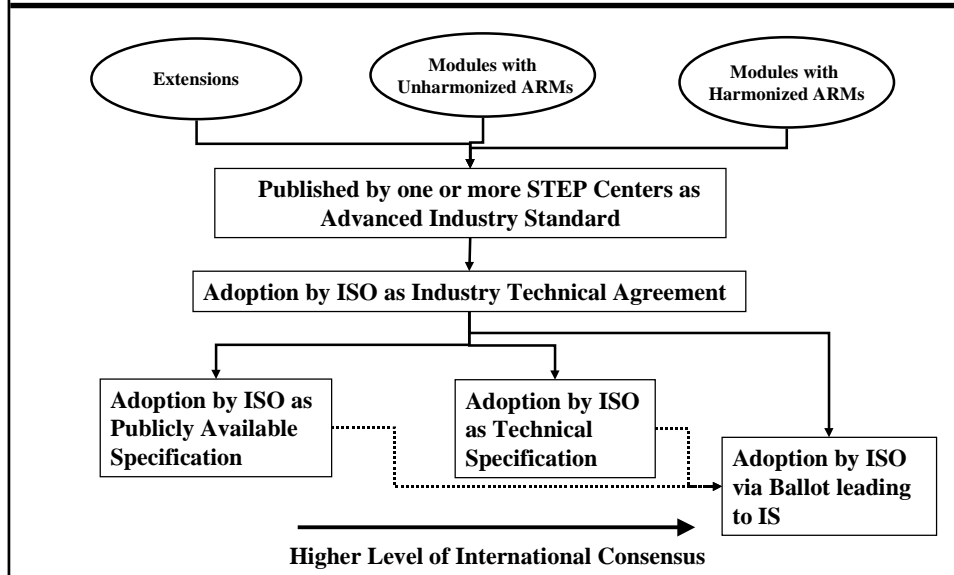 Extensions
Modules with
Unharmonized ARMs
Modules with
Harmonized ARMs
Published by one or more STEP Centers as
Advanced Industry Standard
Adoption by ISO as Industry Technical Agreement
Adoption by ISO as
Publicly Available
Specification
Adoption by ISO
as Technical
Specification
Adoption by ISO
via Ballot leading
to IS
Higher Level of International Consensus